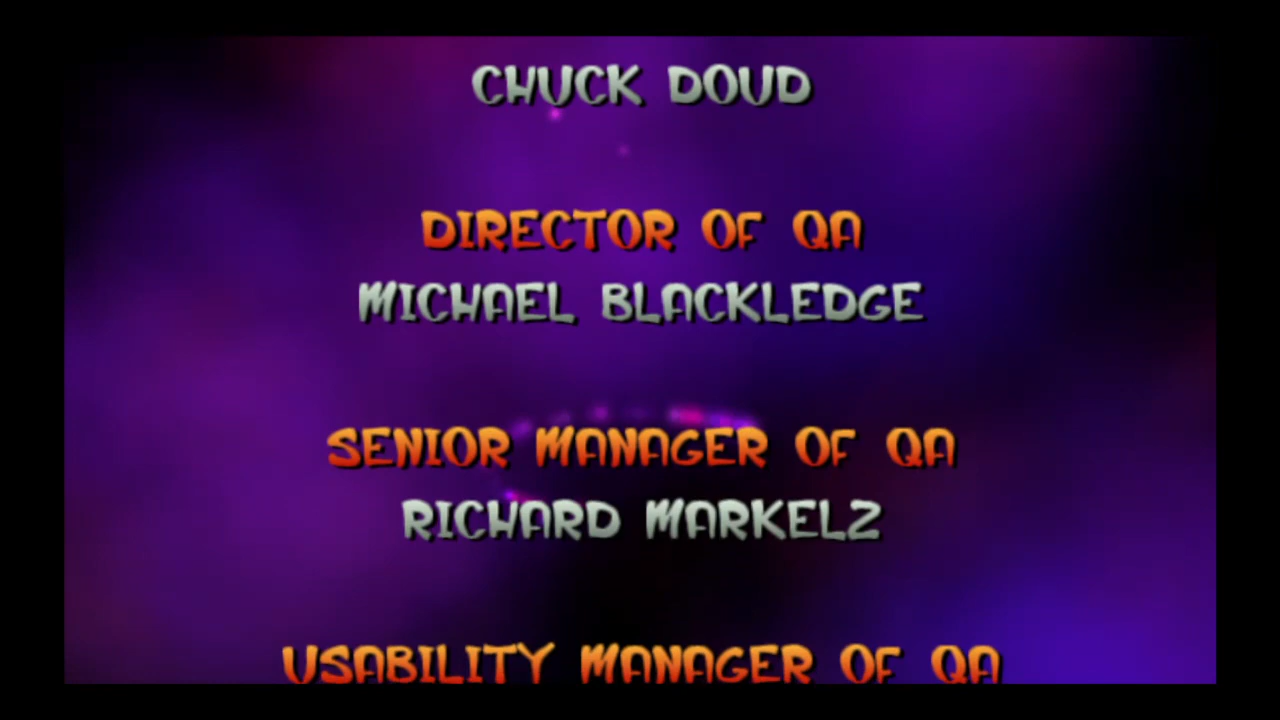 CHUCK DOUD
DIRECTOR OF QA
MICHAEL BLACKLEDGE
SENIOR MANAGER OF QA
RICHARD MARKELZ
USABILITY MANAGER OF QA